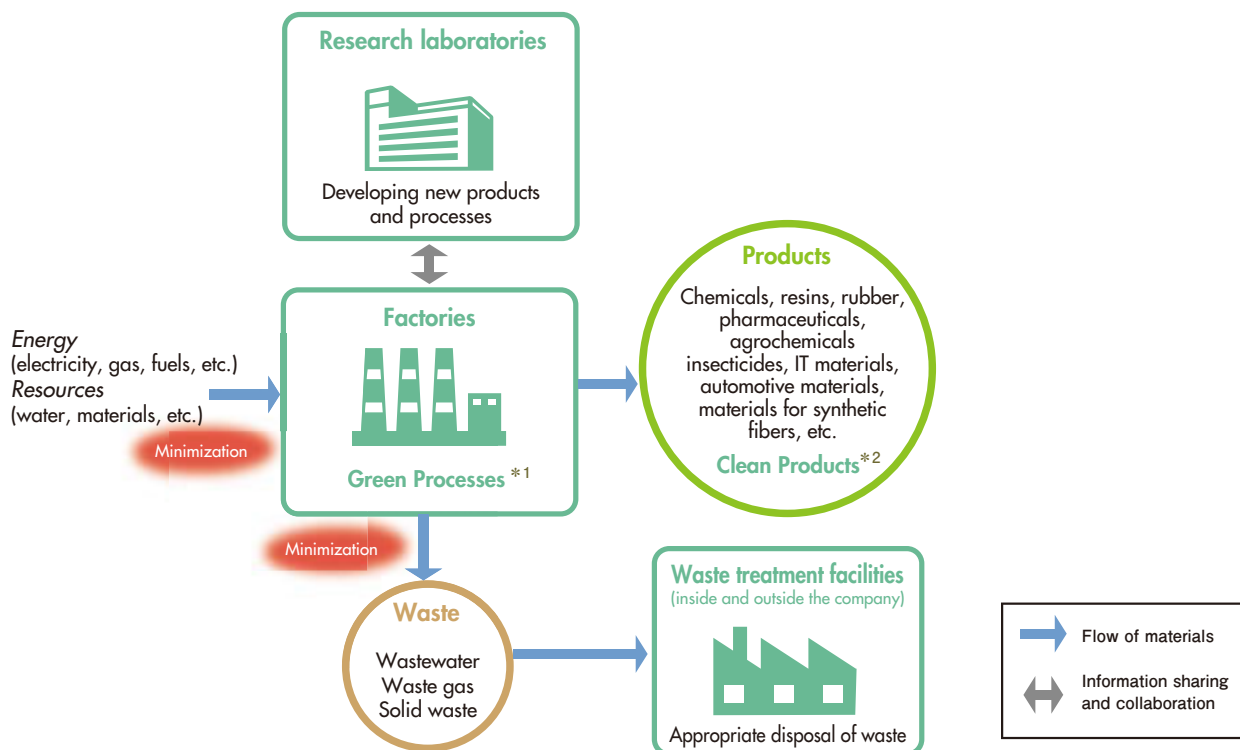 Research laboratories
Developing new products
and processes
Energy
(electricity, gas, fuels, etc.)
Resources
(water, materials, etc.)
Minimization
Factories
Green Processes *1
Products
Chemicals, resins, rubber,
pharmaceuticals,
agrochemicals
insecticides, IT materials,
automotive materials,
materials for synthetic
fibers, etc.
Clean Products*2
Minimization
Waste
Wastewater
Waste gas
Solid waste
Waste treatment facilities
(inside and outside the company)
Appropriate disposal of waste
Flow of materials
Information sharing
and collaboration